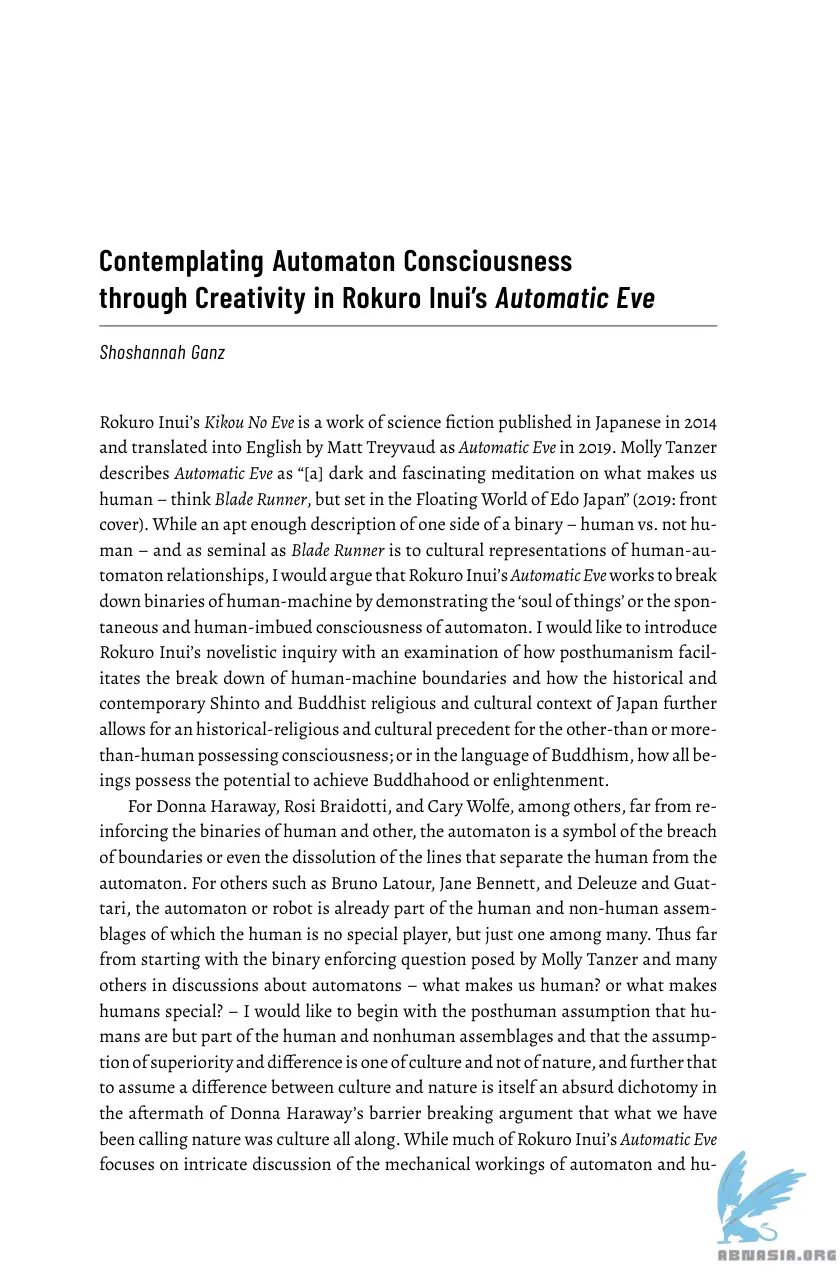 Contemplating Automaton Consciousness
through Creativity in Rokuro Inui’s Automatic Eve
Shoshannah Ganz
Rokuro Inui’s Kikou No Eve is a work of science fiction published in Japanese in 2014
and translated into English by Matt Treyvaud as Automatic Eve in 2019. Molly Tanzer
describes Automatic Eve as “[a] dark and fascinating meditation on what makes us
human – think Blade Runner, but set in the Floating World of Edo Japan” (2019: front
cover). While an apt enough description of one side of a binary – human vs. not hu-
man – and as seminal as Blade Runner is to cultural representations of human-au-
tomaton relationships, I would argue that Rokuro Inui’s Automatic Eve works to break
down binaries of human-machine by demonstrating the ‘soul of things’ or the spon-
taneous and human-imbued consciousness of automaton. I would like to introduce
Rokuro Inui’s novelistic inquiry with an examination of how posthumanism facil-
itates the break down of human-machine boundaries and how the historical and
contemporary Shinto and Buddhist religious and cultural context of Japan further
allows for an historical-religious and cultural precedent for the other-than or more-
than-human possessing consciousness; or in the language of Buddhism, how all be-
ings possess the potential to achieve Buddhahood or enlightenment.
For Donna Haraway, Rosi Braidotti, and Cary Wolfe, among others, far from re-
inforcing the binaries of human and other, the automaton is a symbol of the breach
of boundaries or even the dissolution of the lines that separate the human from the
automaton. For others such as Bruno Latour, Jane Bennett, and Deleuze and Guat-
tari, the automaton or robot is already part of the human and non-human assem-
blages of which the human is no special player, but just one among many. Thus far
from starting with the binary enforcing question posed by Molly Tanzer and many
others in discussions about automatons – what makes us human? or what makes
humans special? – I would like to begin with the posthuman assumption that hu-
mans are but part of the human and nonhuman assemblages and that the assump-
tion of superiority and difference is one of culture and not of nature, and further that
to assume a difference between culture and nature is itself an absurd dichotomy in
the aftermath of Donna Haraway’s barrier breaking argument that what we have
been calling nature was culture all along. While much of Rokuro Inui’s Automatic Eve
focuses on intricate discussion of the mechanical workings of automaton and hu-
ABNASIA.ORG